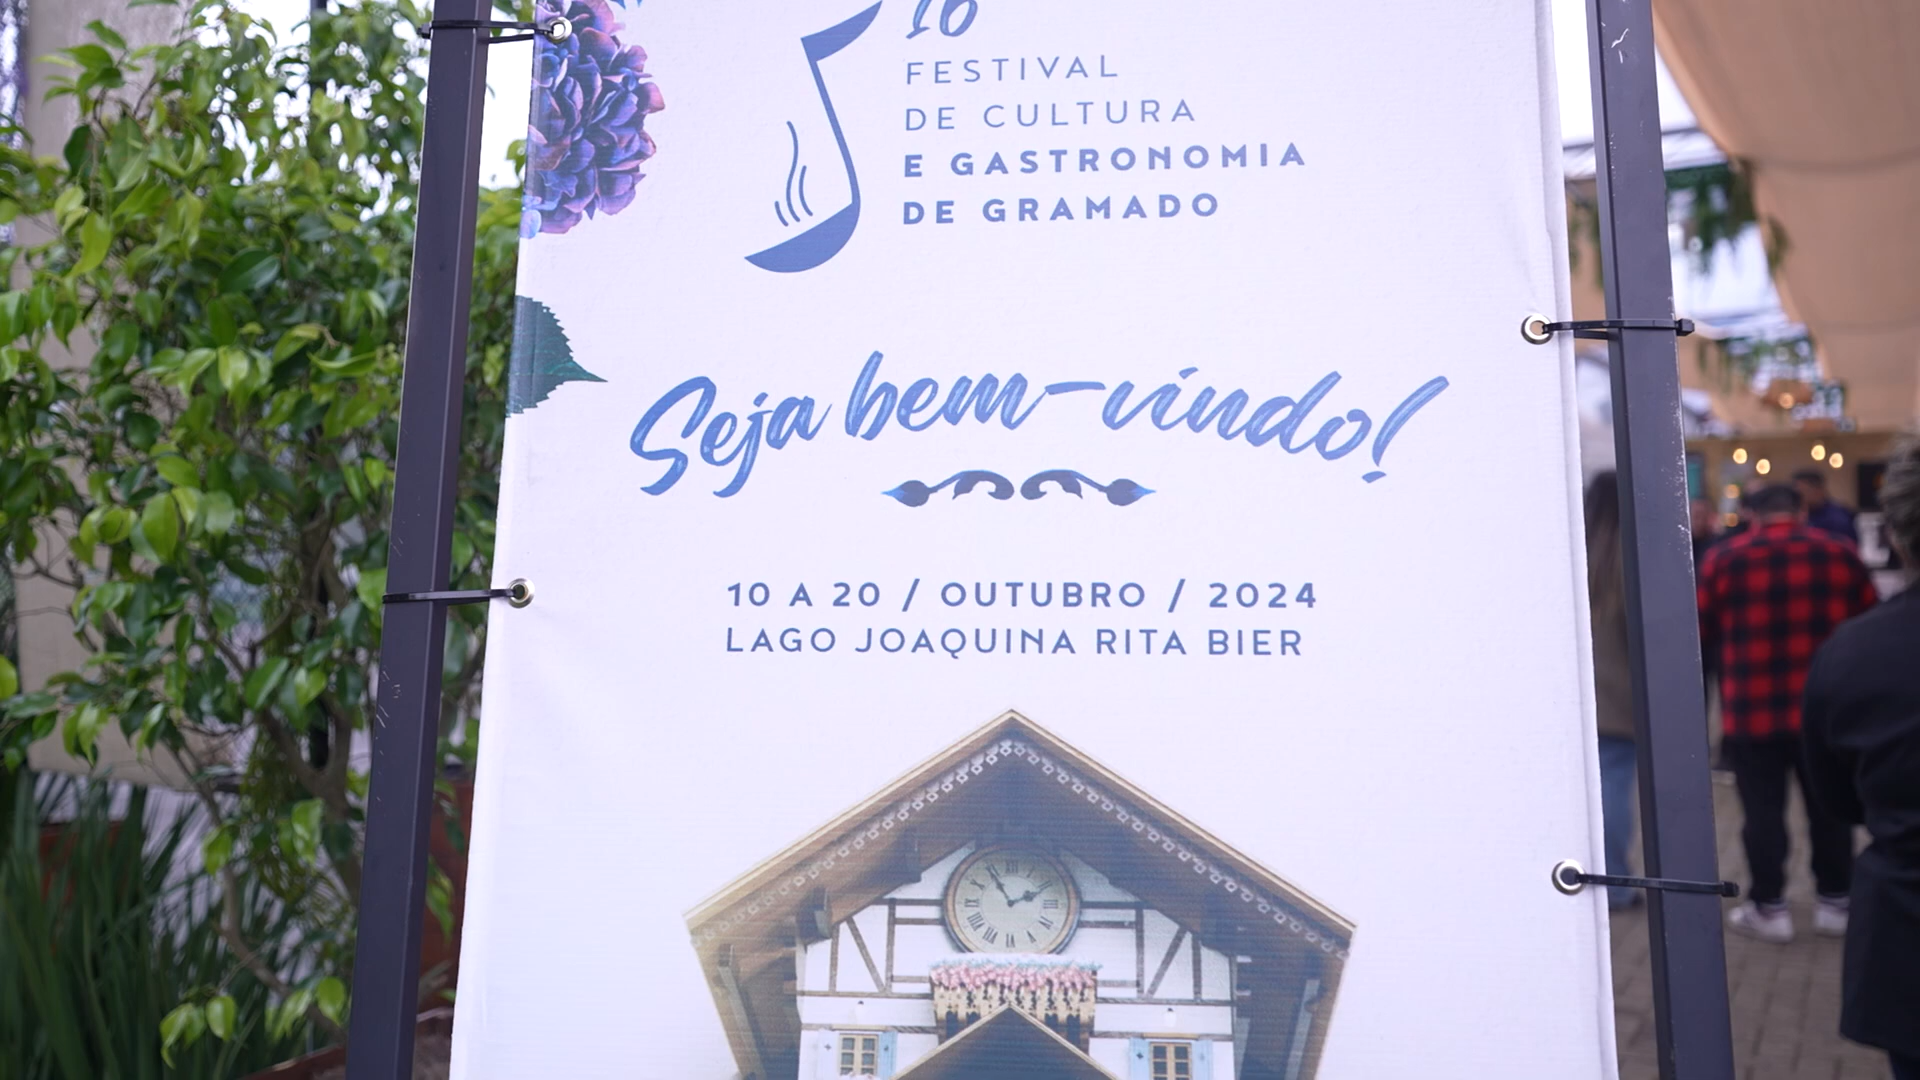 16
FESTIVAL
DE CULTURA
E GASTRONOMIA
DE GRAMADO
Seja bem-vindo!
10 A 20 / OUTUBRO / 2024
LAGO JOAQUINA RITA BIER